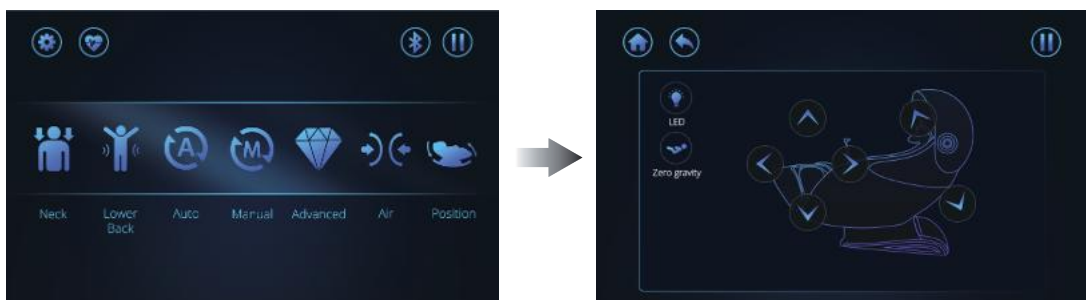 A
M
Neck
Lower
Back
Auto
Manual
Advanced
Air
Position
LED
Zero gravity